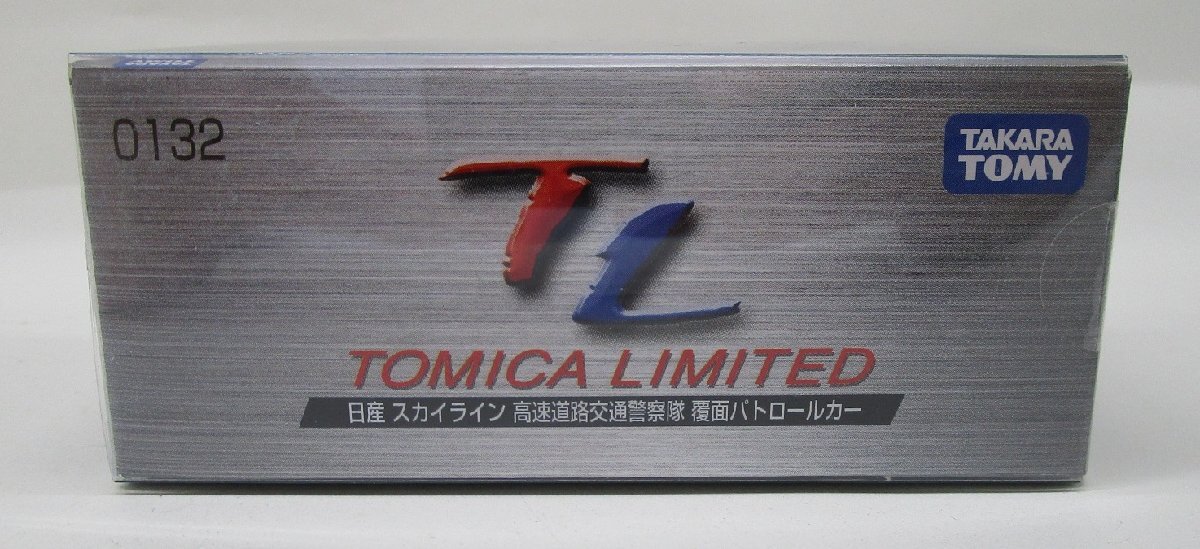 0132
TAKARA
TOMY
TL
TOMICA LIMITED
日産 スカイライン 高速道路交通警察隊 覆面パトロールカー